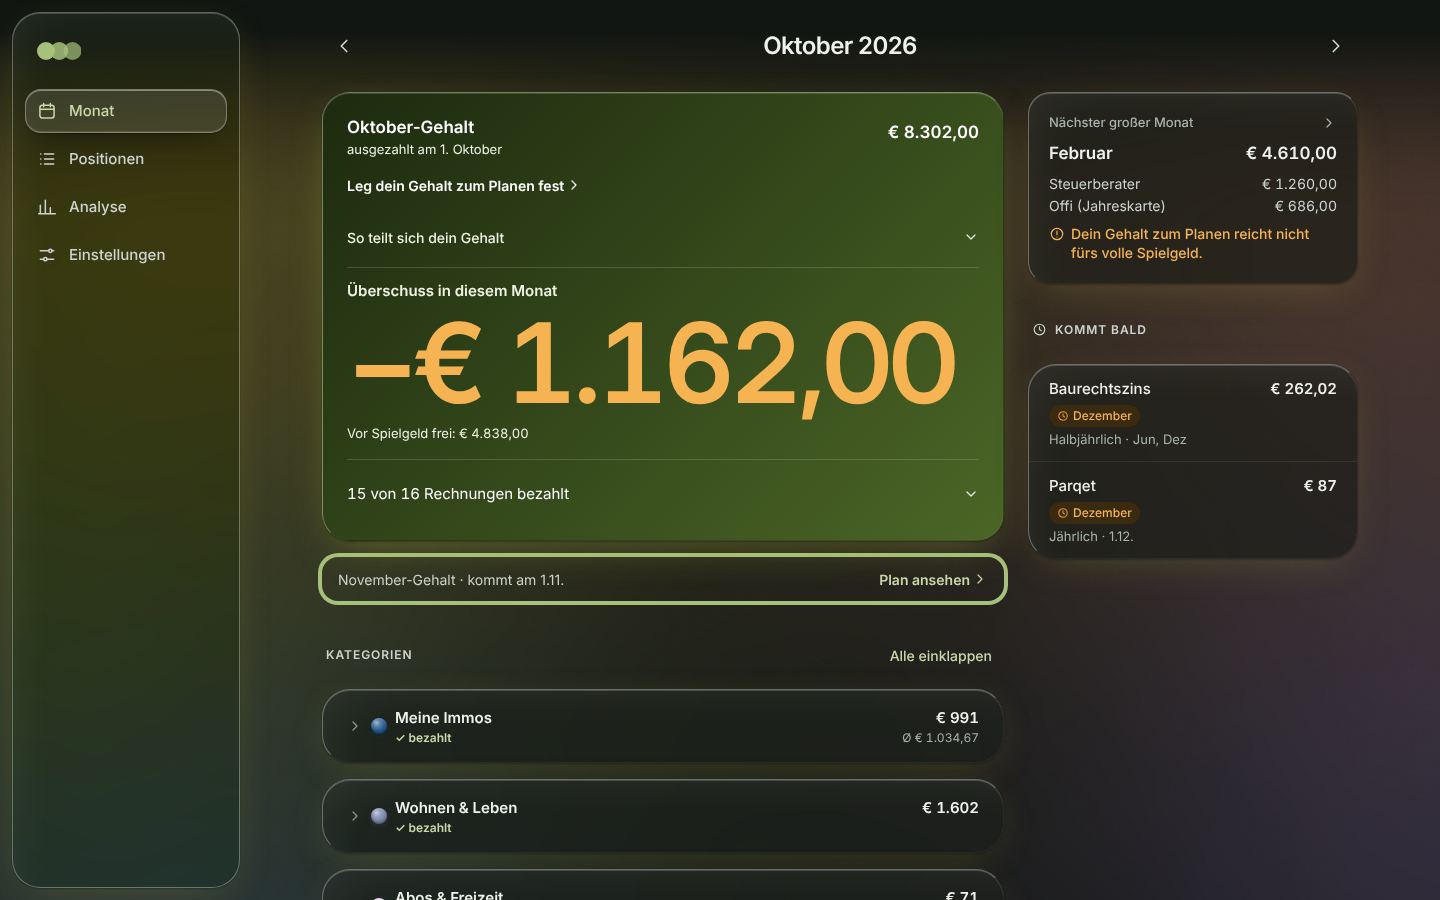 Monat
Positionen
Analyse
Einstellungen
Oktober 2026
Oktober-Gehalt
€ 8.302,00
ausgezahlt am 1. Oktober
Leg dein Gehalt zum Planen fest
So teilt sich dein Gehalt
Überschuss in diesem Monat
–€ 1.162,00
Vor Spielgeld frei: € 4.838,00
15 von 16 Rechnungen bezahlt
November-Gehalt · kommt am 1.11.
Plan ansehen
KATEGORIEN
Alle einklappen
Meine Immos
€ 991
✓ bezahlt
Ø € 1.034,67
Wohnen & Leben
€ 1.602
✓ bezahlt
Abos & Freizeit
€ 71
Nächster großer Monat
Februar
€ 4.610,00
Steuerberater
€ 1.260,00
Offi (Jahreskarte)
€ 686,00
Dein Gehalt zum Planen reicht nicht
fürs volle Spielgeld.
KOMMT BALD
Baurechtszins
€ 262,02
Dezember
Halbjährlich · Jun, Dez
Parqet
€ 87
Dezember
Jährlich · 1.12.